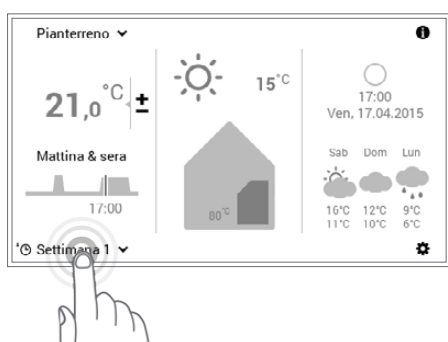 Pianterreno
21,0 °C ±
Mattina & sera
17:00
Settimana 1
15°C
80°C
17:00
Ven, 17.04.2015
Sab Dom Lun
16°C 12°C 9°C
11°C 10°C 6°C